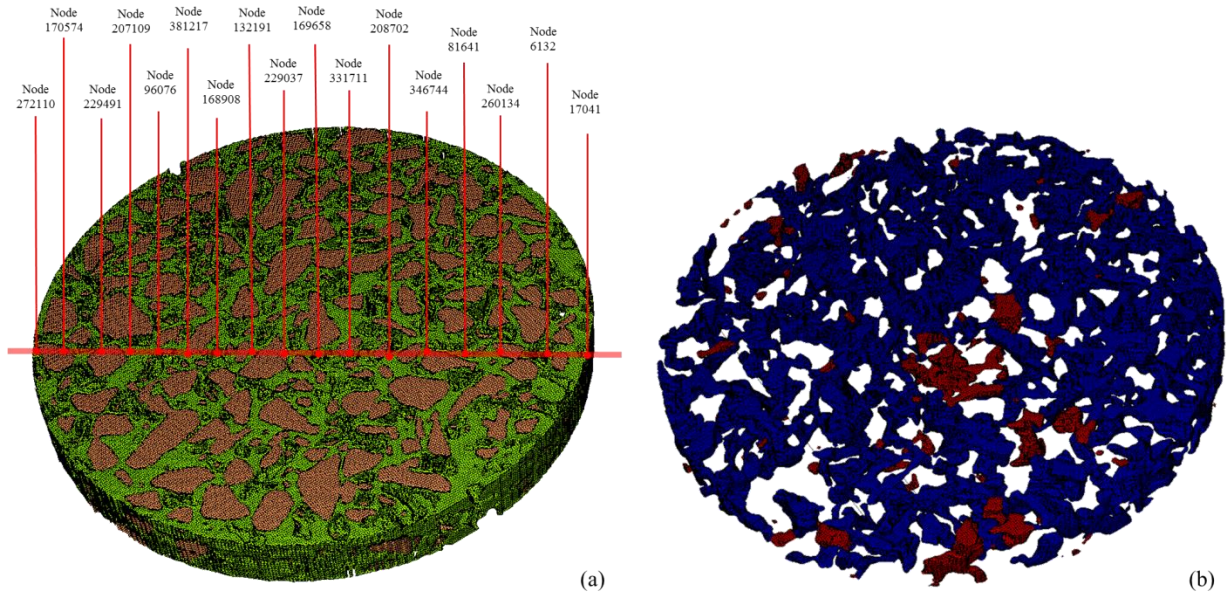 Node
170574
Node
207109
Node
381217
Node
132191
Node
169658
Node
208702
Node
81641
Node
6132
Node
272110
Node
229491
Node
96076
Node
168908
Node
229037
Node
331711
Node
346744
Node
260134
Node
17041
(a)
(b)